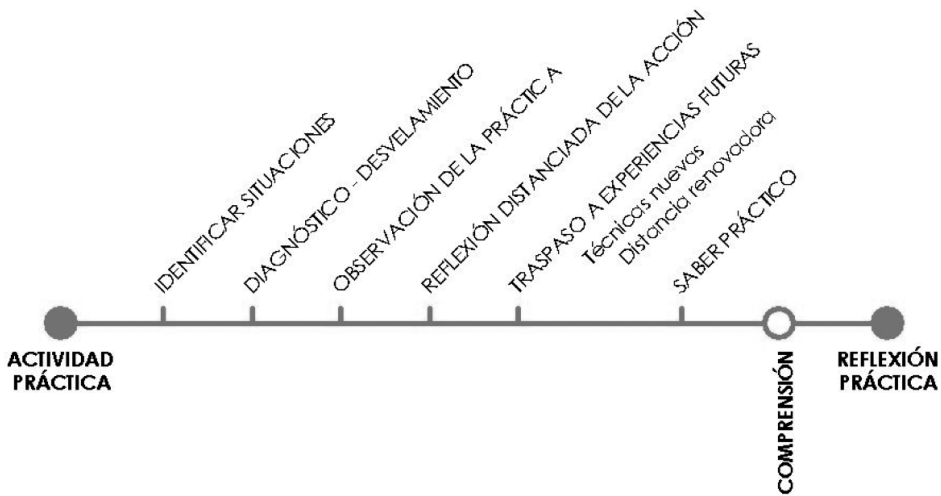 IDENTIFICAR SITUACIONES
DIAGNÓSTICO - DESVELAMIENTO
OBSERVACIÓN DE LA PRÁCTICA
REFLEXIÓN DISTANCIADA DE LA ACCIÓN
TRASPASO A EXPERIENCIAS FUTURAS
Técnicas nuevas
Distancia renovadora
SABER PRÁCTICO
ACTIVIDAD
PRÁCTICA
COMPRENSIÓN
REFLEXIÓN
PRÁCTICA